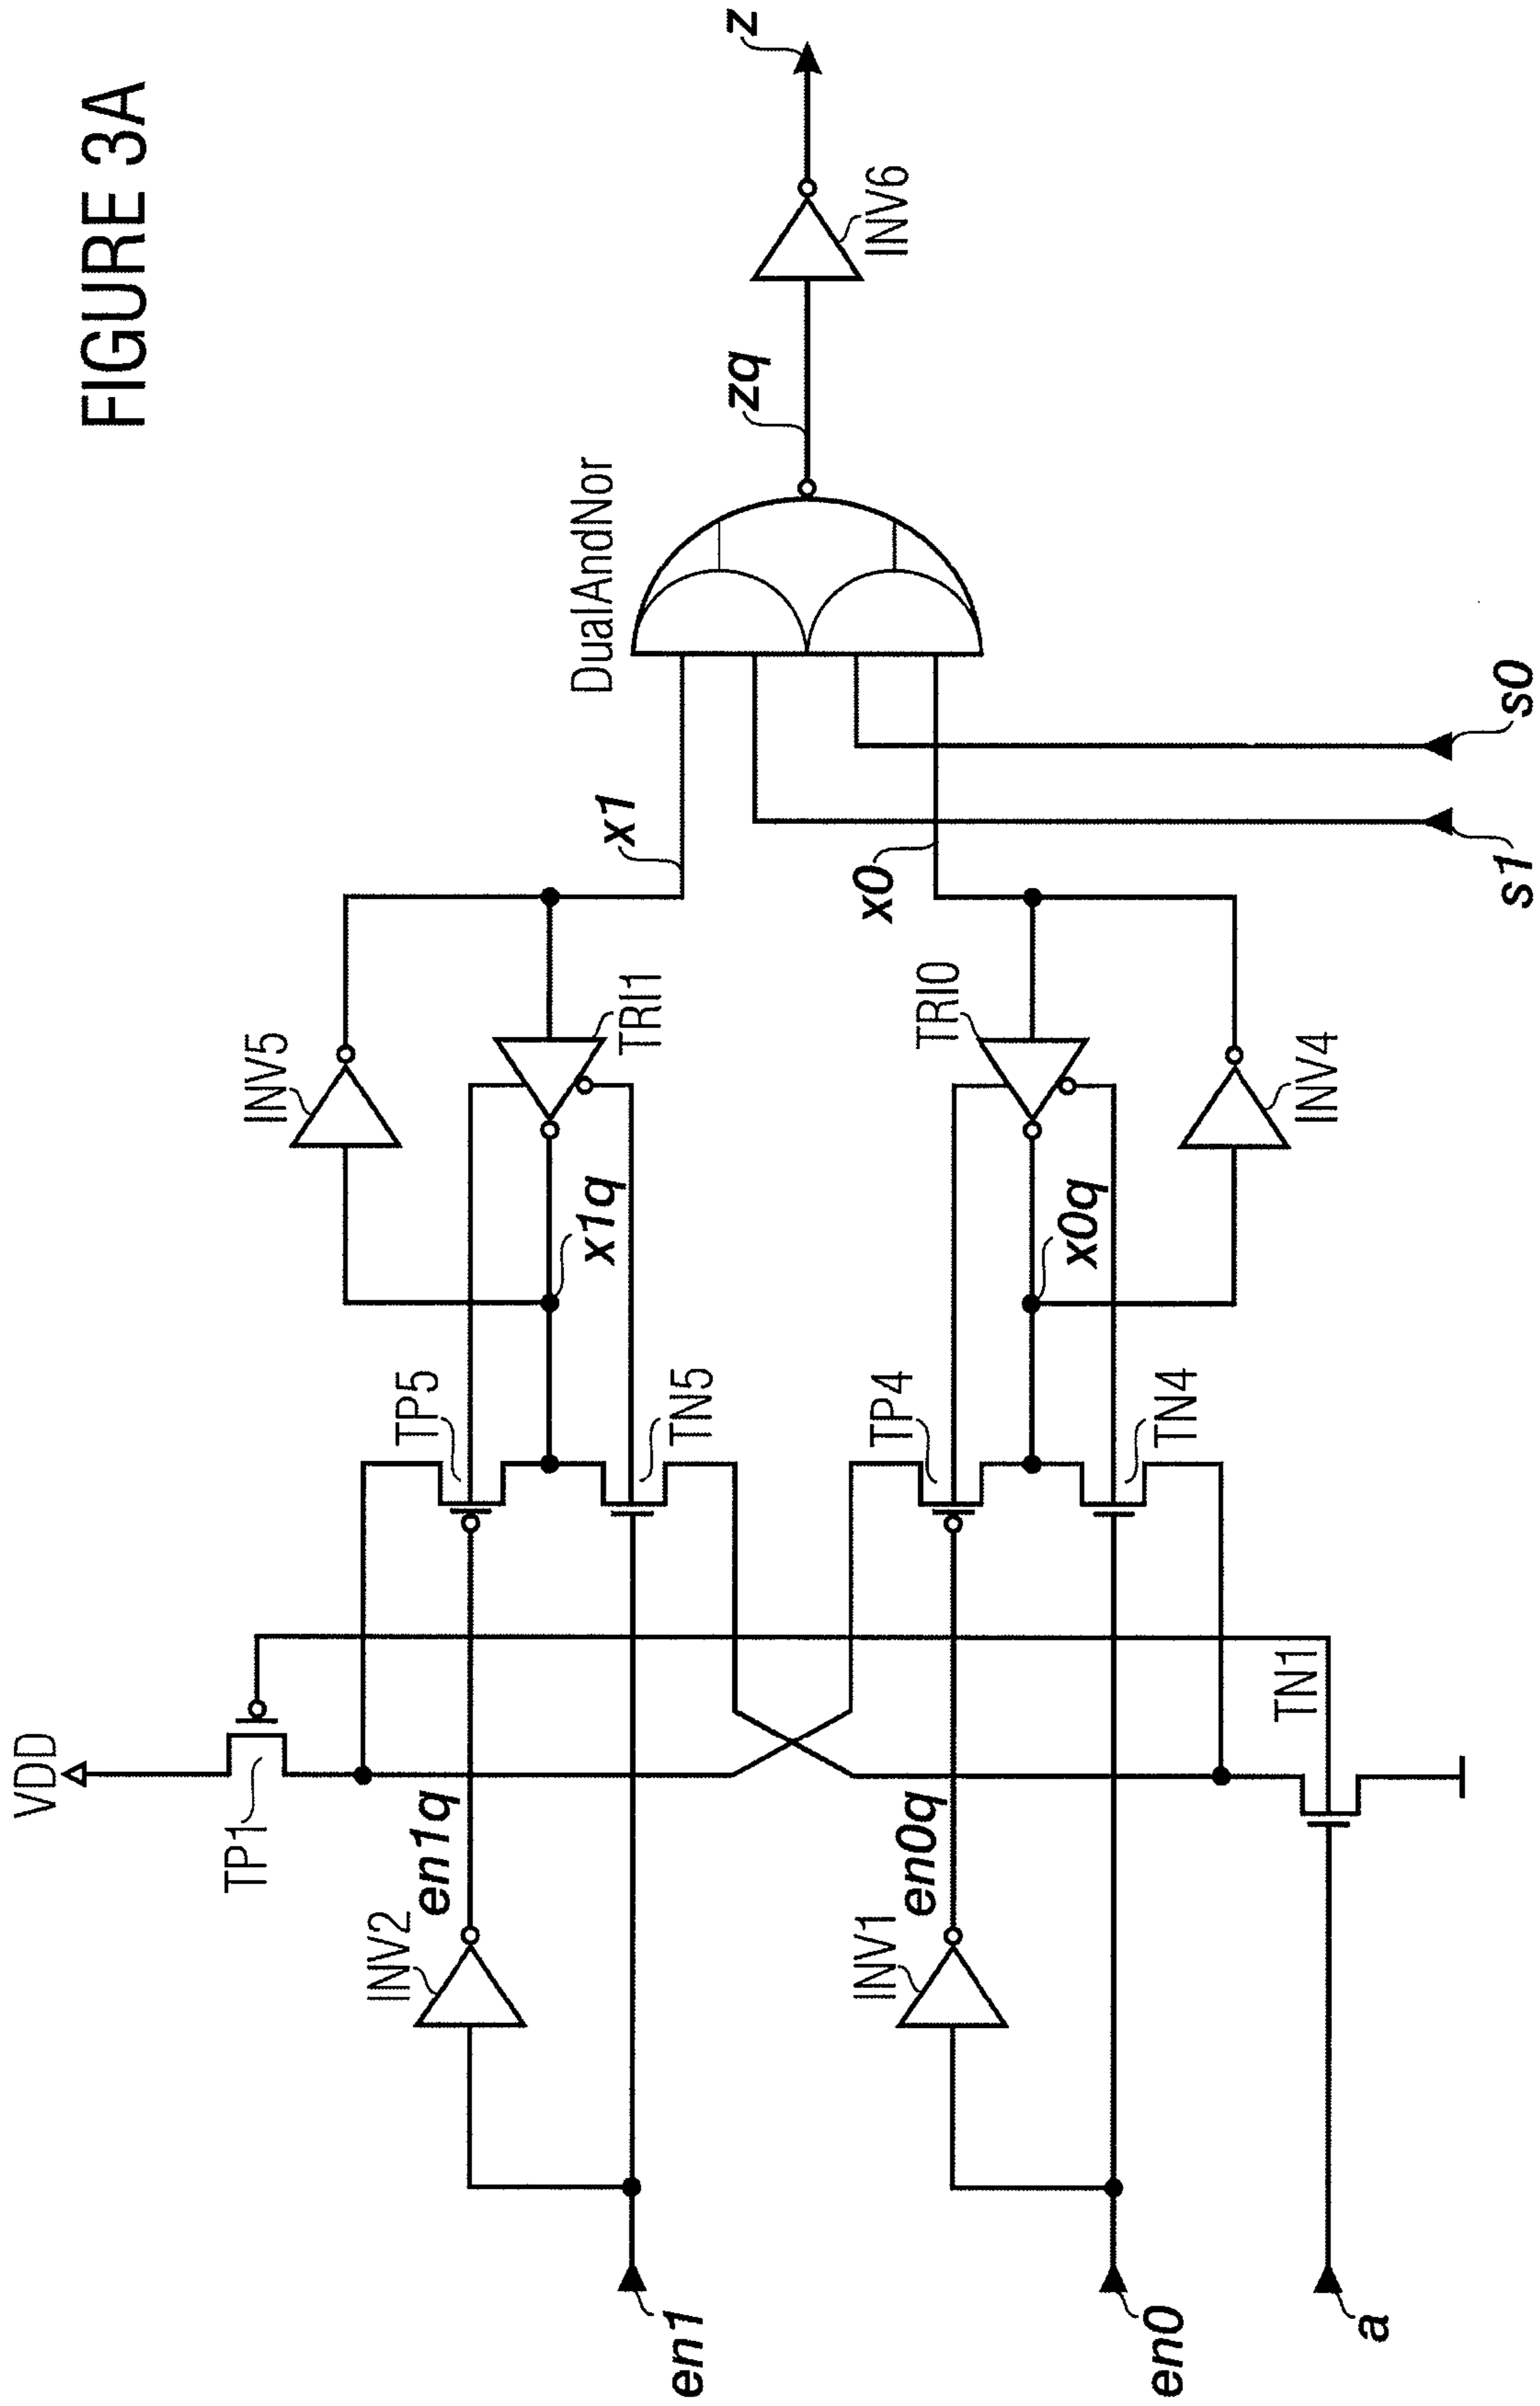 FIGURE 3A
VDD
TP1
INV2
en1q
TP5
INV5
DualAndNor
zq
z
INV6
x1
TRI1
x1q
TN5
en1
INV1
en0q
TP4
TRI0
x0
x0q
TN4
INV4
en0
TN1
a
s1
s0